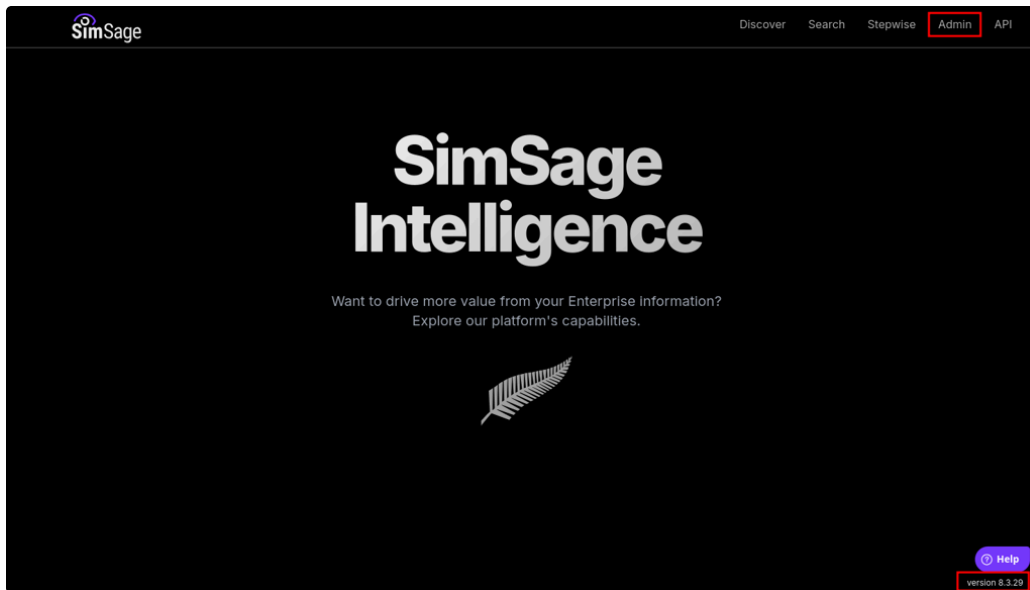 SimSage
Discover Search Stepwise Admin API
SimSage
Intelligence
Want to drive more value from your Enterprise information?
Explore our platform's capabilities.
? Help
version 8.3.29